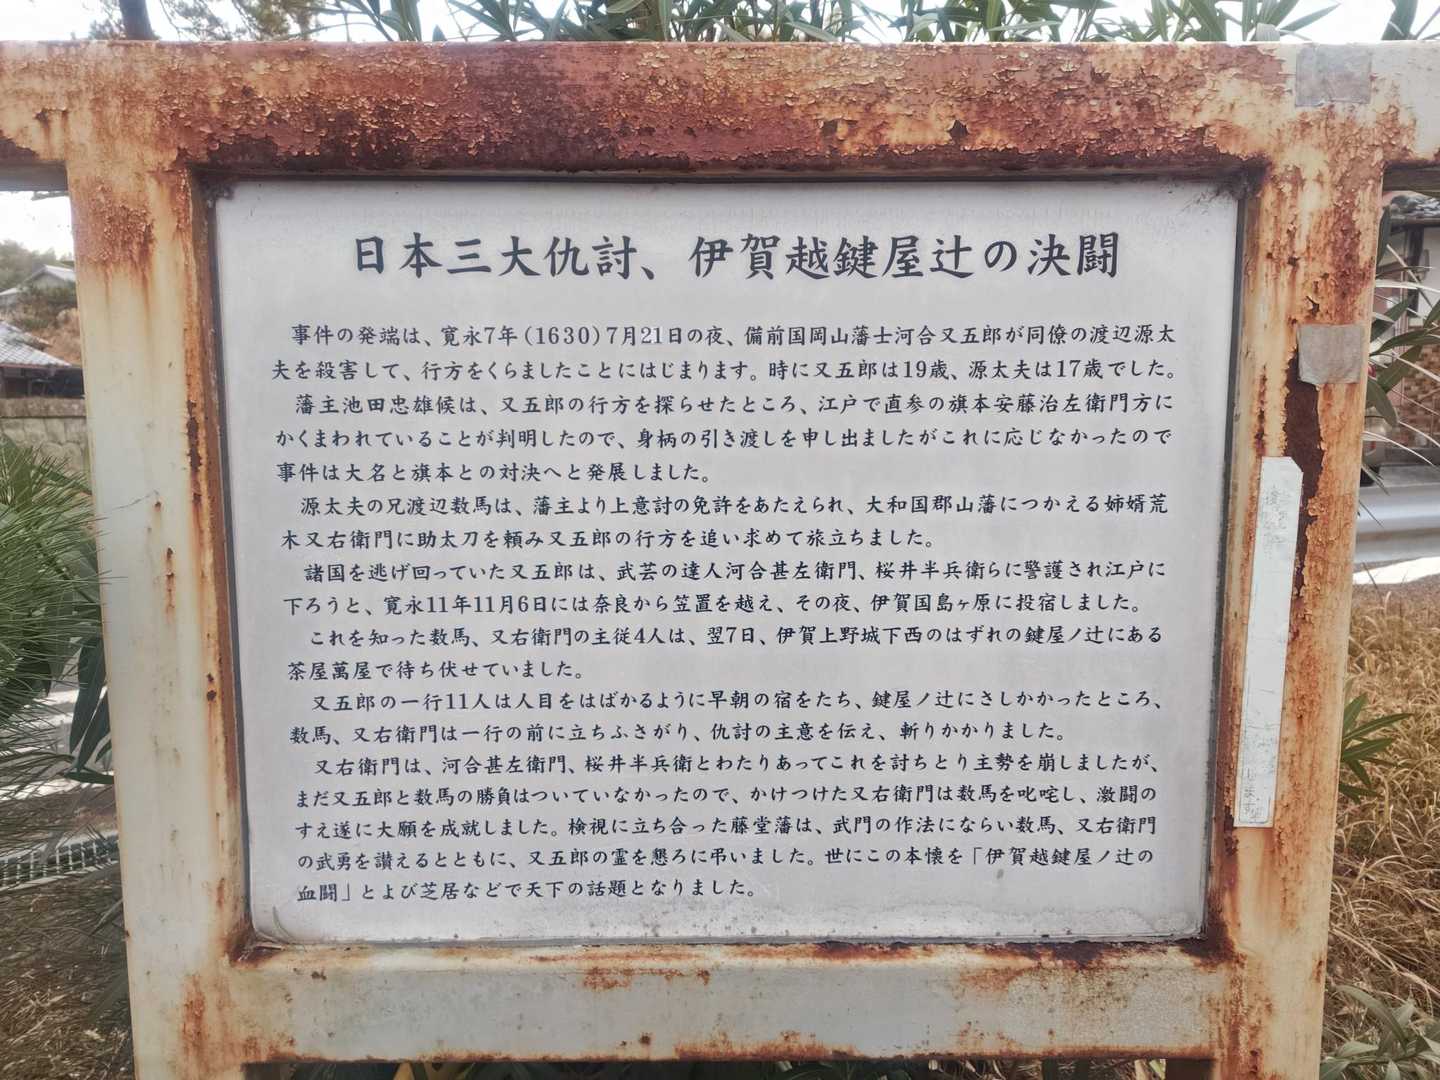 日本三大仇討、伊賀越鍵屋辻の決闘
事件の発端は、寛永7年(1630)7月21日の夜、備前国岡山藩士河合又五郎が同僚の渡辺源太
夫を殺害して、行方をくらましたことにはじまります。時に又五郎は19歳、源太夫は17歳でした。
藩主池田忠雄候は、又五郎の行方を探らせたところ、江戸で直参の旗本安藤治左衛門方に
かくまわれていることが判明したので、身柄の引き渡しを申し出ましたがこれに応じなかったので
事件は大名と旗本との対決へと発展しました。
源太夫の兄渡辺数馬は、藩主より上意討の免許をあたえられ、大和国郡山藩につかえる姉婿荒
木又右衛門に助太刀を頼み又五郎の行方を追い求めて旅立ちました。
諸国を逃げ回っていた又五郎は、武芸の達人河合甚左衛門、桜井半兵衛らに警護され江戸に
下ろうと、寛永11年11月6日には奈良から笠置を越え、その夜、伊賀国島ヶ原に投宿しました。
これを知った数馬、又右衛門の主従4人は、翌7日、伊賀上野城下西のはずれの鍵屋ノ辻にある
茶屋萬屋で待ち伏せていました。
又五郎の一行11人は人目をはばかるように早朝の宿をたち、鍵屋ノ辻にさしかかったところ、
数馬、又右衛門は一行の前に立ちふさがり、仇討の主意を伝え、斬りかかりました。
又右衛門は、河合甚左衛門、桜井半兵衛とわたりあってこれを討ちとり主勢を崩しましたが、
まだ又五郎と数馬の勝負はついていなかったので、かけつけた又右衛門は数馬を叱咤し、激闘の
すえ遂に大願を成就しました。検視に立ち合った藤堂藩は、武門の作法にならい数馬、又右衛門
の武勇を讃えるとともに、又五郎の霊を懇ろに弔いました。世にこの本懐を「伊賀越鍵屋ノ辻の
血闘」とよび芝居などで天下の話題となりました。